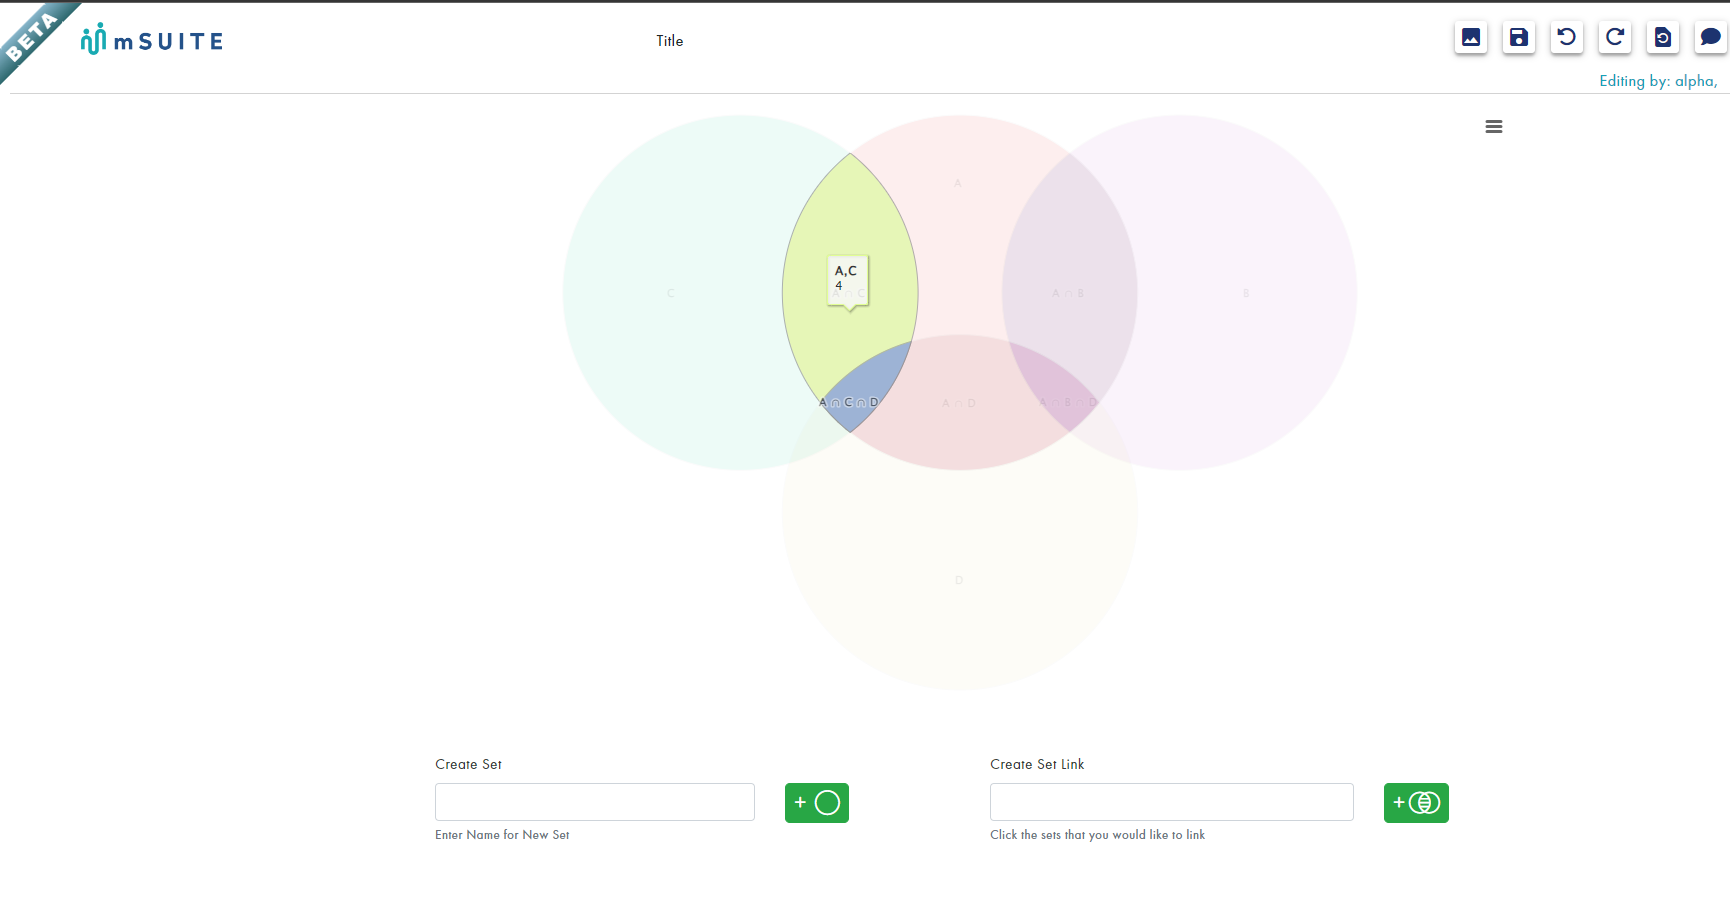 BETA
mSUITE
Title
Editing by: alpha,
A
A,C
4
C
A ∩ C
A ∩ B
B
A ∩ C ∩ D
A ∩ D
A ∩ B ∩ D
D
Create Set
Create Set Link
+
+
Enter Name for New Set
Click the sets that you would like to link